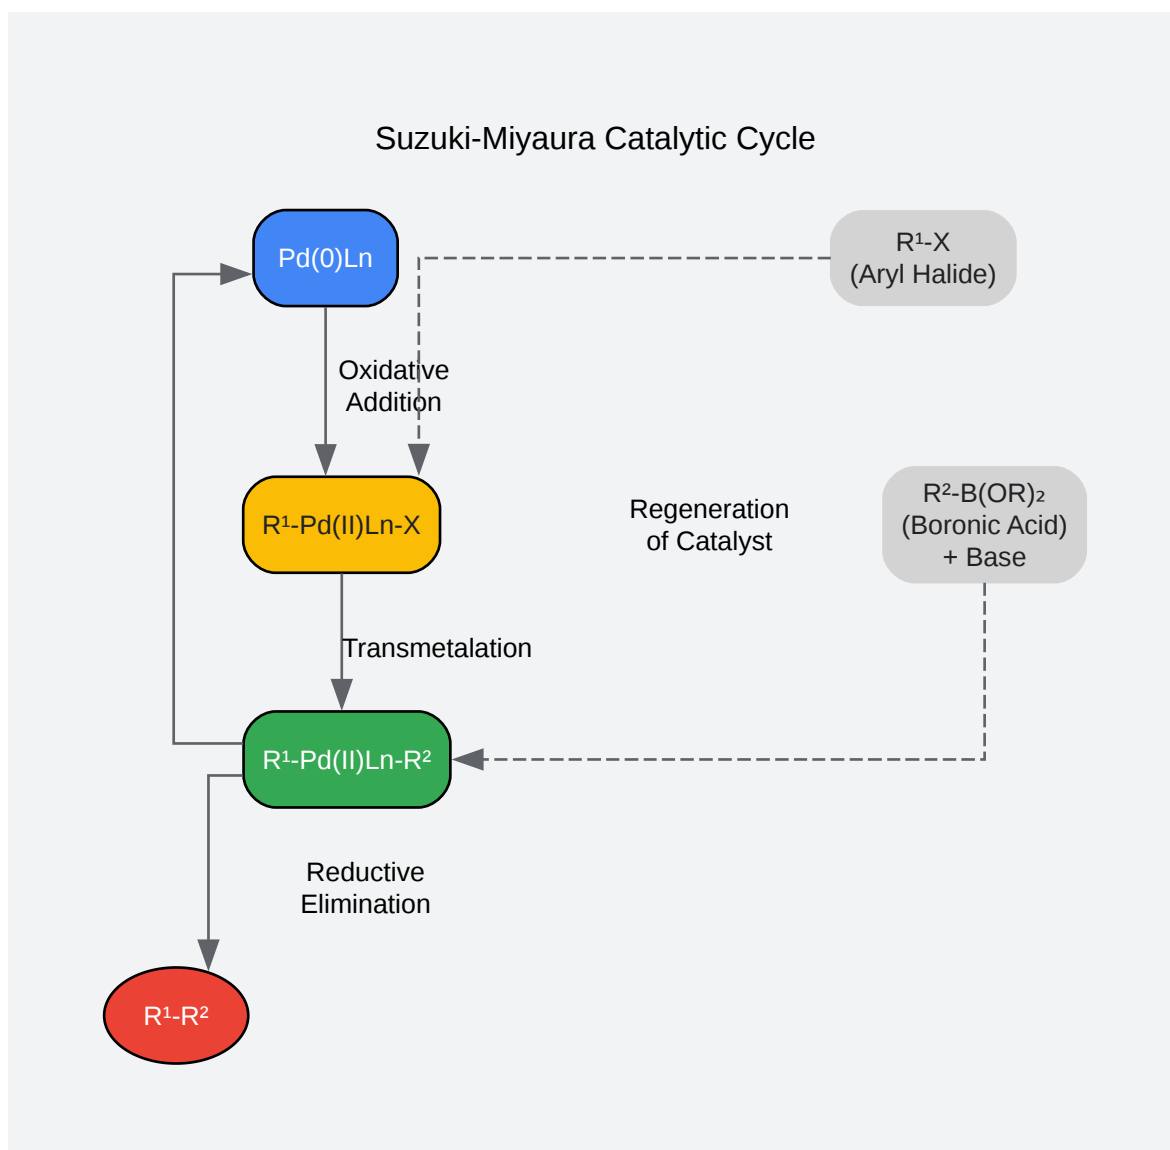 Suzuki-Miyaura Catalytic Cycle
Pd(0)Ln
R¹-X
(Aryl Halide)
Oxidative
Addition
R¹-Pd(II)Ln-X
Regeneration
of Catalyst
R²-B(OR)₂
(Boronic Acid)
+ Base
Transmetalation
R¹-Pd(II)Ln-R²
Reductive
Elimination
R¹-R²